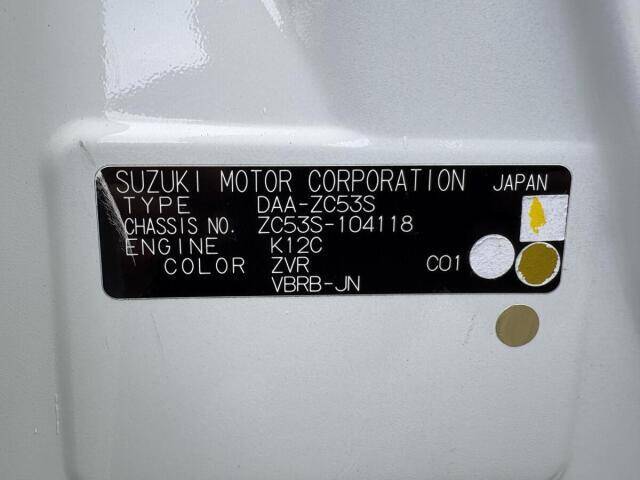 SUZUKI MOTOR CORPORATION JAPAN
TYPE DAA-ZC53S
CHASSIS NO. ZC53S-104118
ENGINE K12C
COLOR ZVR C01
VBRB-JN